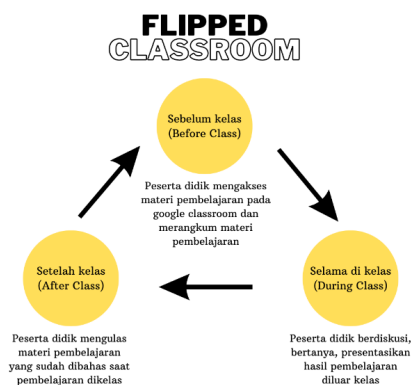 FLIPPED
CLASSROOM
Sebelum kelas
(Before Class)
Peserta didik mengakses
materi pembelajaran pada
google classroom dan
merangkum materi
pembelajaran
Selama di kelas
(During Class)
Peserta didik berdiskusi,
bertanya, presentasikan
hasil pembelajaran
diluar kelas
Setelah kelas
(After Class)
Peserta didik mengulas
materi pembelajaran
yang sudah dibahas saat
pembelajaran dikelas